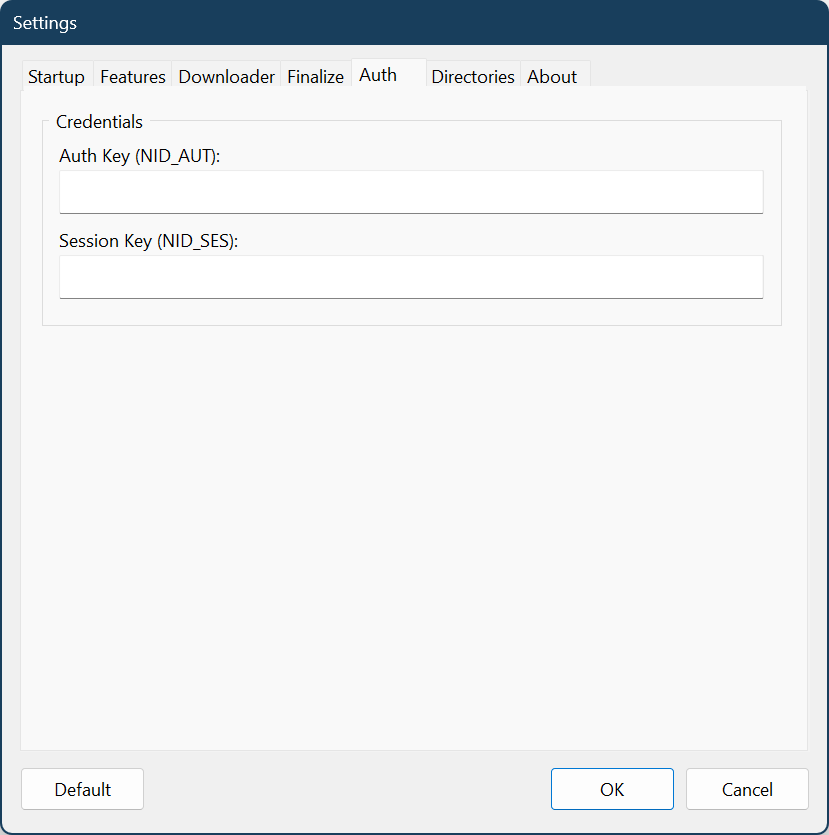 Settings
Startup Features Downloader Finalize Auth Directories About
Credentials
Auth Key (NID_AUT):
Session Key (NID_SES):
Default OK Cancel